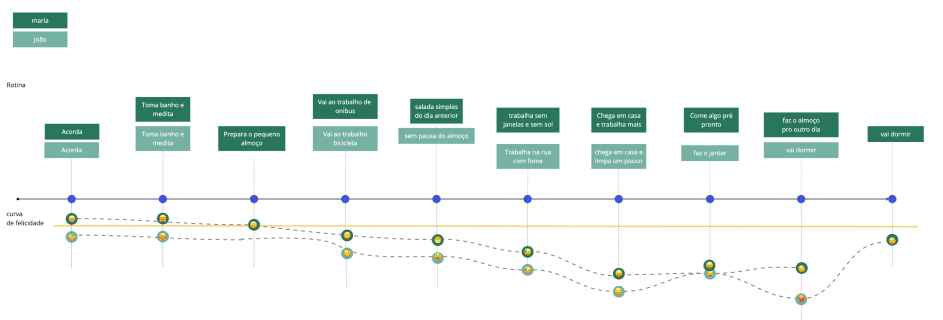 maria
joão
Rotina
Acorda
Acorda
Toma banho e
medita
Toma banho e
medita
Prepara o pequeno
almoço
Vai ao trabalho de
onibus
Vai ao trabalho
bicicleta
salada simples
do dia anterior
sem pausa do almoço
trabalha sem
janelas e sem sol
Trabalha na rua
com fome
Chega em casa
e trabalha mais
chega em casa e
limpa um pouco
Come algo pré
pronto
faz o jantar
faz o almoço
pro outro dia
vai dormir
vai dormir
curva
de felicidade